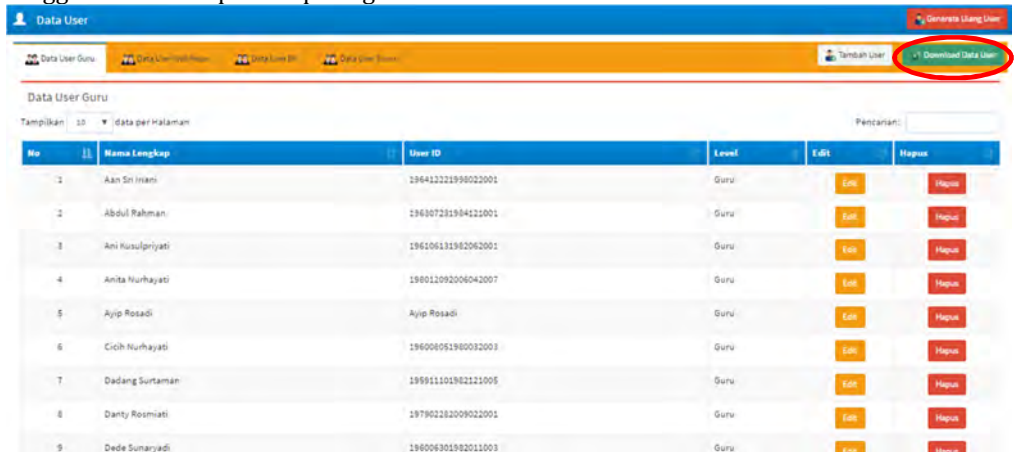 Data User
Generate Ulang User
Data User Guru
Tambah User
Download Data User
Data User Guru
Tampilkan 10 data per Halaman
Pencarian:
No Nama Lengkap User ID Level Edit Hapus
1 Aan Sri Iriani 196412221998022001 Guru Edit Hapus
2 Abdul Rahman 196307231984121001 Guru Edit Hapus
3 Ani Kusulpriyati 196106131982062001 Guru Edit Hapus
4 Anita Nurhayati 198012092006042007 Guru Edit Hapus
5 Ayip Rosadi Ayip Rosadi Guru Edit Hapus
6 Cicih Nurhayati 196008051980032003 Guru Edit Hapus
7 Dadang Surtaman 195911101982121005 Guru Edit Hapus
8 Danty Rosmiati 197902282009022001 Guru Edit Hapus
9 Dede Sunaryadi 196006301982011003 Guru Edit Hapus